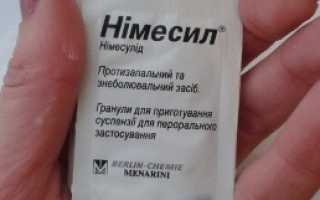 Німесил®
Німесулід
Протизапальний та
знеболювальний засіб.
Гранули для приготування
суспензії для перорального
застосування
BERLIN-CHEMIE
MENARINI